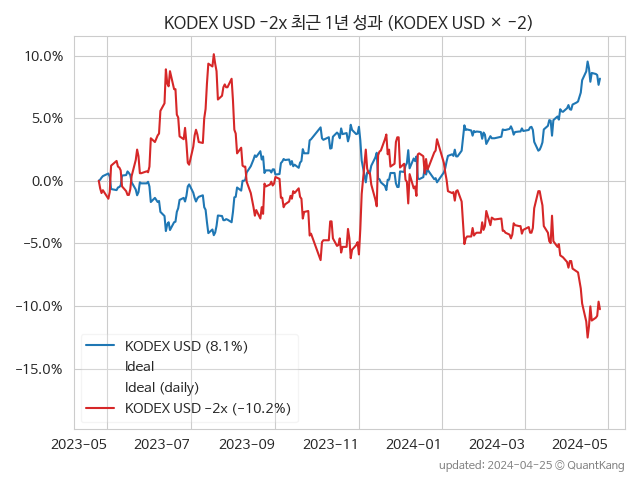 KODEX USD −2x 최근 1년 성과 (KODEX USD × −2)
10.0%
5.0%
0.0%
−5.0%
−10.0%
−15.0%
KODEX USD (8.1%)
Ideal
Ideal (daily)
KODEX USD −2x (−10.2%)
2023−05 2023−07 2023−09 2023−11 2024−01 2024−03 2024−05
updated: 2024−04−25 © QuantKang